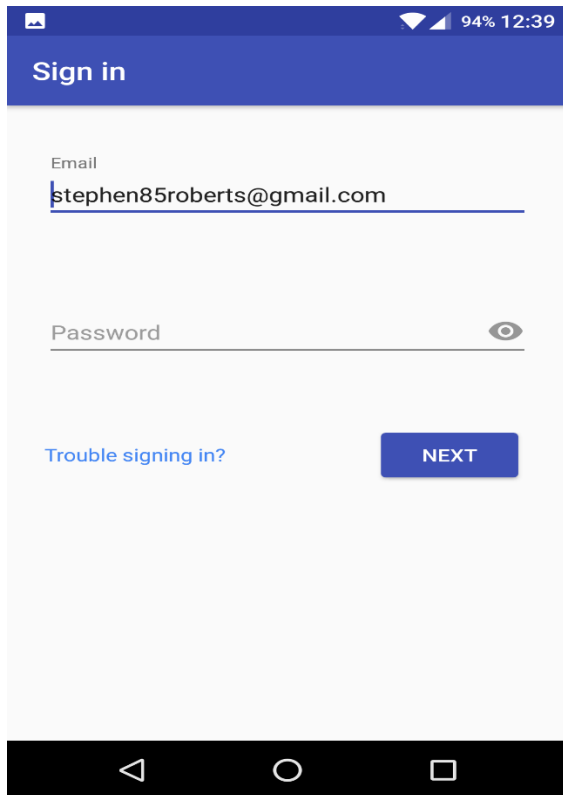 94% 12:39
Sign in
Email
stephen85roberts@gmail.com
Password
Trouble signing in? NEXT